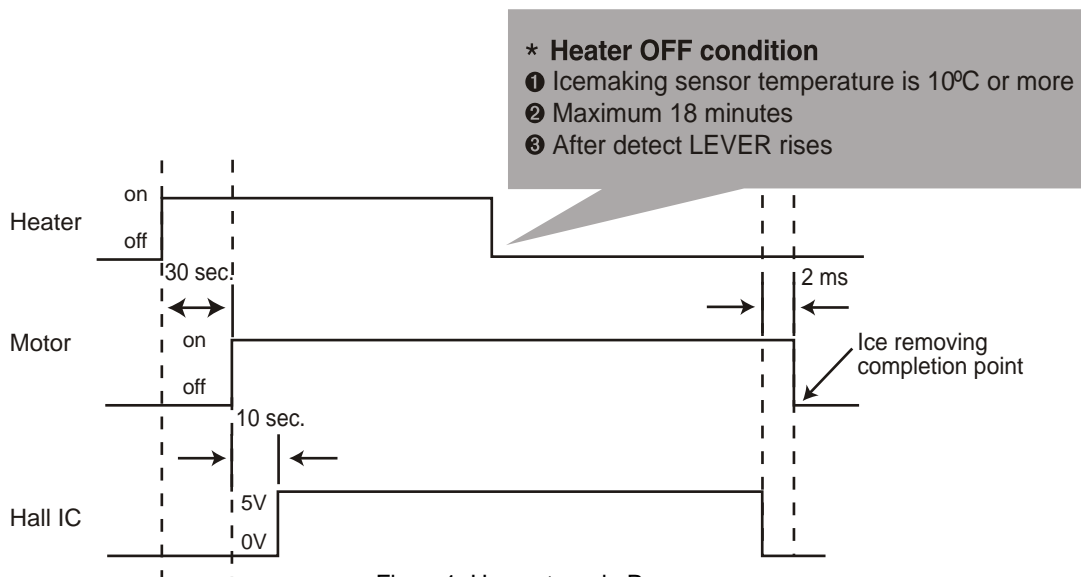 * Heater OFF condition
❶ Icemaking sensor temperature is 10ºC or more
❷ Maximum 18 minutes
❸ After detect LEVER rises
on
Heater
off
30 sec.
2 ms
Motor
on
off
Ice removing
completion point
10 sec.
5V
Hall IC
0V